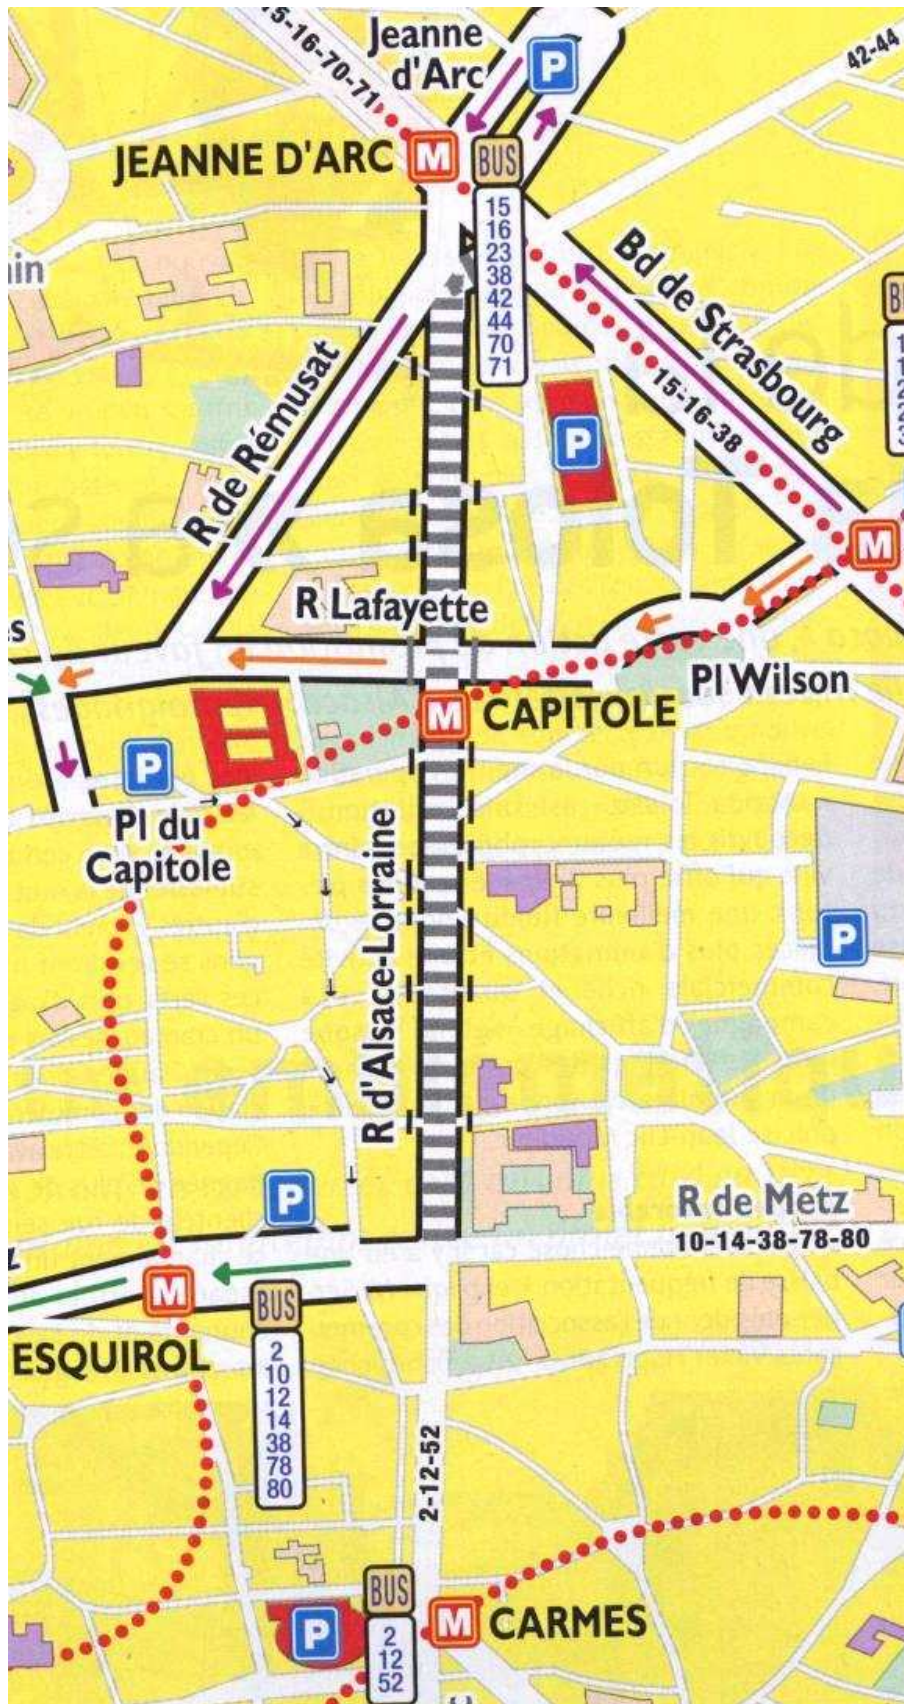 15-16-70-71
Jeanne
d'Arc
P
42-44
JEANNE D'ARC
M
BUS
15
16
23
38
42
44
70
71
Bd de Strasbourg
15-16-38
R de Rémusat
P
M
R Lafayette
Pl Wilson
M
CAPITOLE
P
Pl du
Capitole
R d'Alsace-Lorraine
P
P
R de Metz
10-14-38-78-80
M
ESQUIROL
BUS
2
10
12
14
38
78
80
2-12-52
BUS
2
12
52
M
CARMES
P